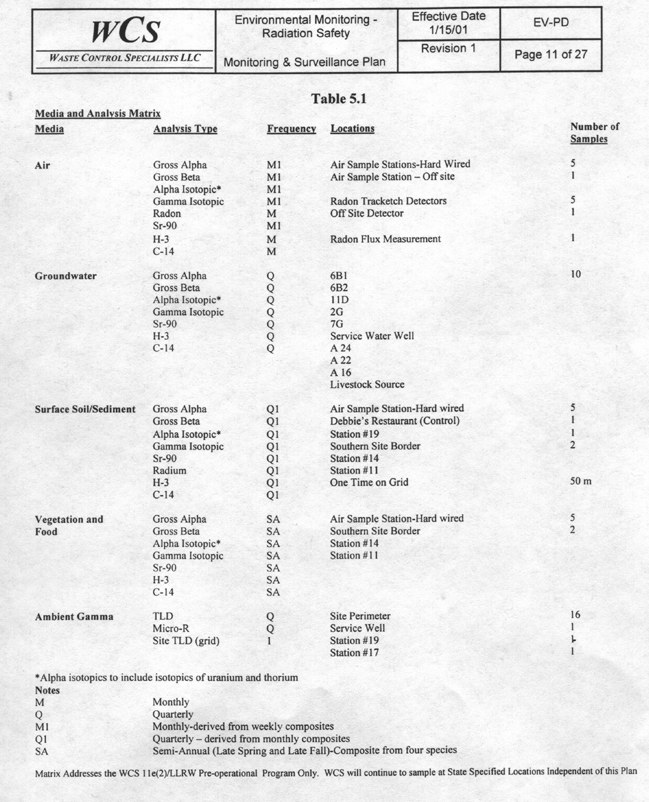 WCS
WASTE CONTROL SPECIALISTS LLC
Environmental Monitoring -
Radiation Safety
Monitoring & Surveillance Plan
Effective Date
1/15/01
Revision 1
EV-PD
Page 11 of 27
Table 5.1
Media and Analysis Matrix
Media Analysis Type Frequency Locations Number of
Samples
Air Gross Alpha M1 Air Sample Stations-Hard Wired 5
Gross Beta M1 Air Sample Station – Off site 1
Alpha Isotopic* M1
Gamma Isotopic M1 Radon Tracketch Detectors 5
Radon M Off Site Detector 1
Sr-90 M1
H-3 M Radon Flux Measurement 1
C-14 M
Groundwater Gross Alpha Q 6B1 10
Gross Beta Q 6B2
Alpha Isotopic* Q 11D
Gamma Isotopic Q 2G
Sr-90 Q 7G
H-3 Q Service Water Well
C-14 Q A 24
A 22
A 16
Livestock Source
Surface Soil/Sediment Gross Alpha Q1 Air Sample Station-Hard wired 5
Gross Beta Q1 Debbie's Restaurant (Control) 1
Alpha Isotopic* Q1 Station #19 1
Gamma Isotopic Q1 Southern Site Border 2
Sr-90 Q1 Station #14
Radium Q1 Station #11
H-3 Q1 One Time on Grid 50 m
C-14 Q1
Vegetation and Gross Alpha SA Air Sample Station-Hard wired 5
Food Gross Beta SA Southern Site Border 2
Alpha Isotopic* SA Station #14
Gamma Isotopic SA Station #11
Sr-90 SA
H-3 SA
C-14 SA
Ambient Gamma TLD Q Site Perimeter 16
Micro-R Q Service Well 1
Site TLD (grid) 1 Station #19 1
Station #17 1
*Alpha isotopics to include isotopics of uranium and thorium
Notes
M Monthly
Q Quarterly
M1 Monthly-derived from weekly composites
Q1 Quarterly – derived from monthly composites
SA Semi-Annual (Late Spring and Late Fall)-Composite from four species
Matrix Addresses the WCS 11e(2)/LLRW Pre-operational Program Only. WCS will continue to sample at State Specified Locations Independent of this Plan